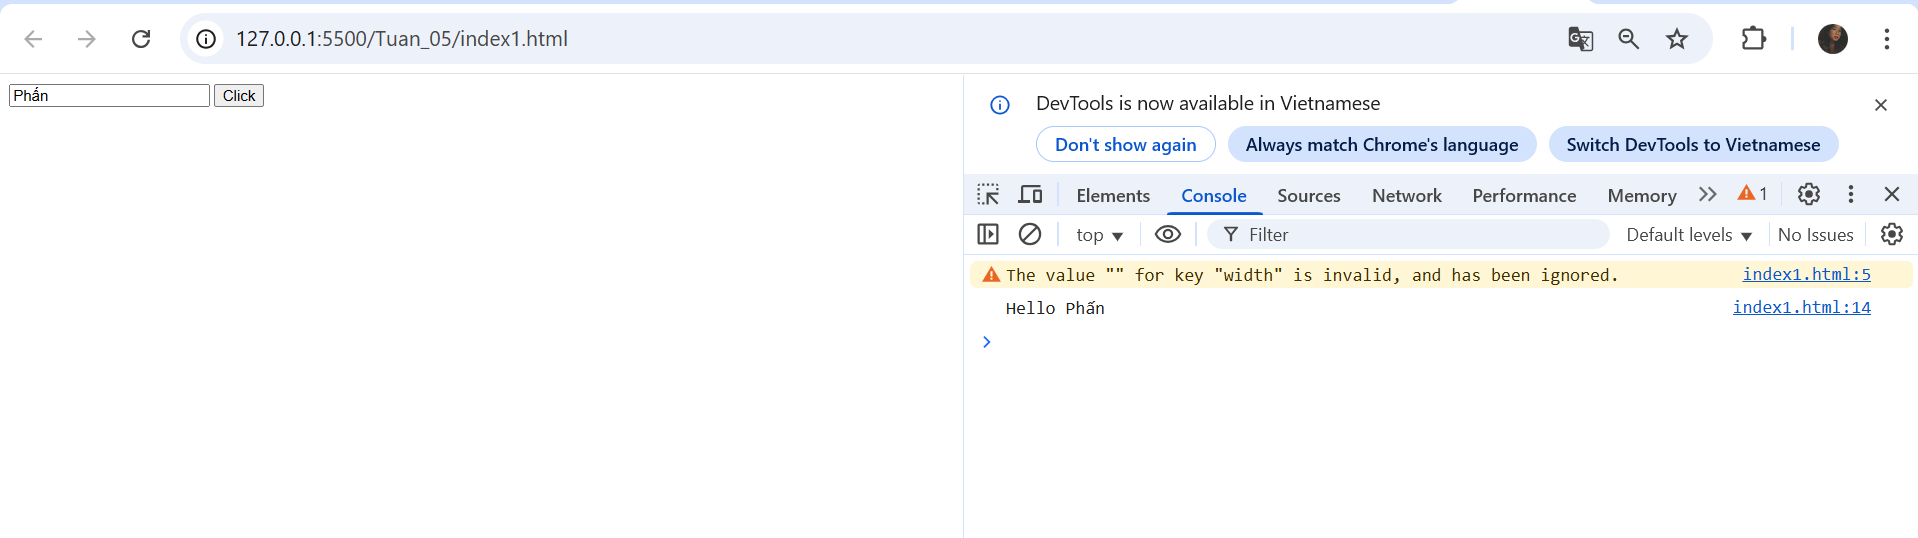 127.0.0.1:5500/Tuan_05/index1.html
Phấn Click
DevTools is now available in Vietnamese
Don't show again Always match Chrome's language Switch DevTools to Vietnamese
Elements Console Sources Network Performance Memory 1
top Filter Default levels No Issues
The value "" for key "width" is invalid, and has been ignored. index1.html:5
Hello Phấn index1.html:14